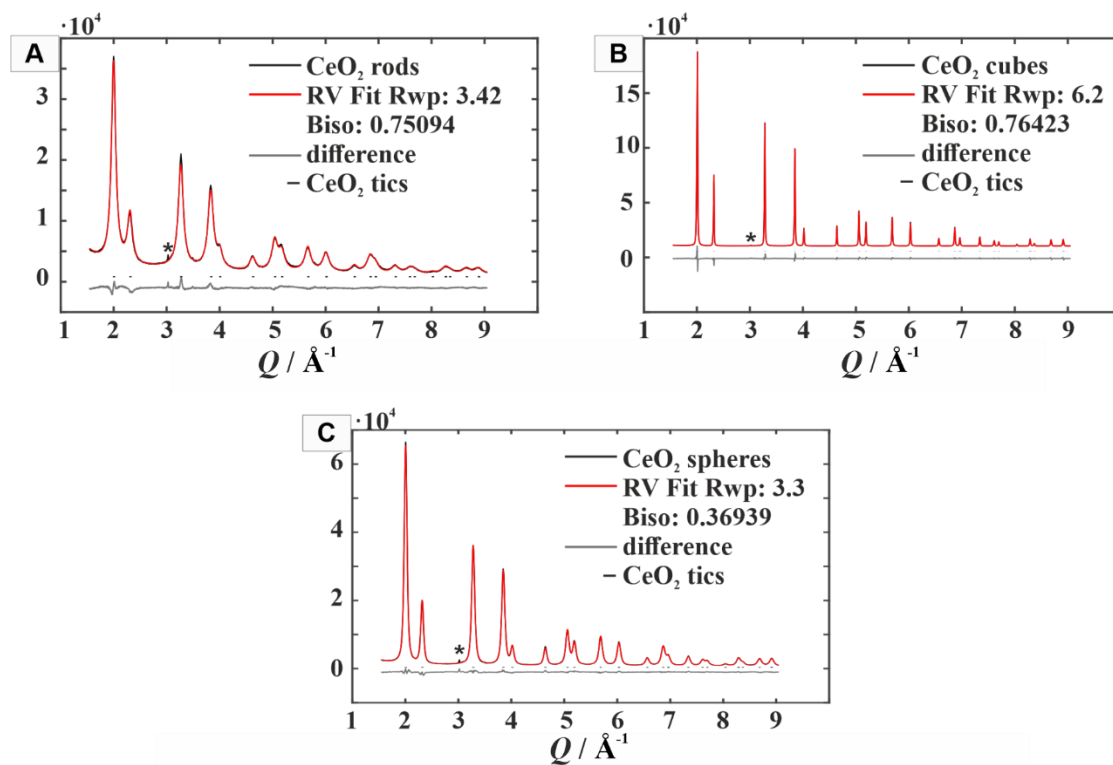 A
·10⁴
3
2
1
0
CeO₂ rods
RV Fit Rwp: 3.42
Biso: 0.75094
difference
CeO₂ tics
*
1 2 3 4 5 6 7 8 9
Q / Å⁻¹
B
·10⁴
15
10
5
0
CeO₂ cubes
RV Fit Rwp: 6.2
Biso: 0.76423
difference
CeO₂ tics
*
1 2 3 4 5 6 7 8 9
Q / Å⁻¹
C
·10⁴
6
4
2
0
CeO₂ spheres
RV Fit Rwp: 3.3
Biso: 0.36939
difference
CeO₂ tics
*
1 2 3 4 5 6 7 8 9
Q / Å⁻¹